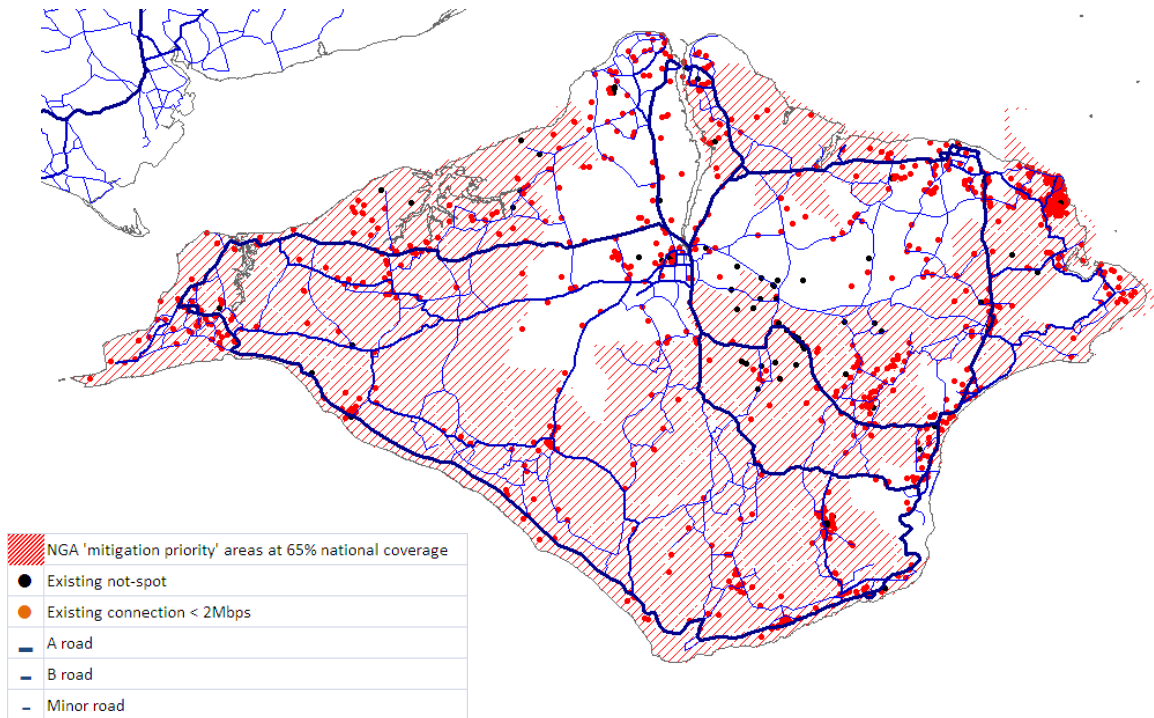 NGA 'mitigation priority' areas at 65% national coverage
Existing not-spot
Existing connection < 2Mbps
A road
B road
Minor road